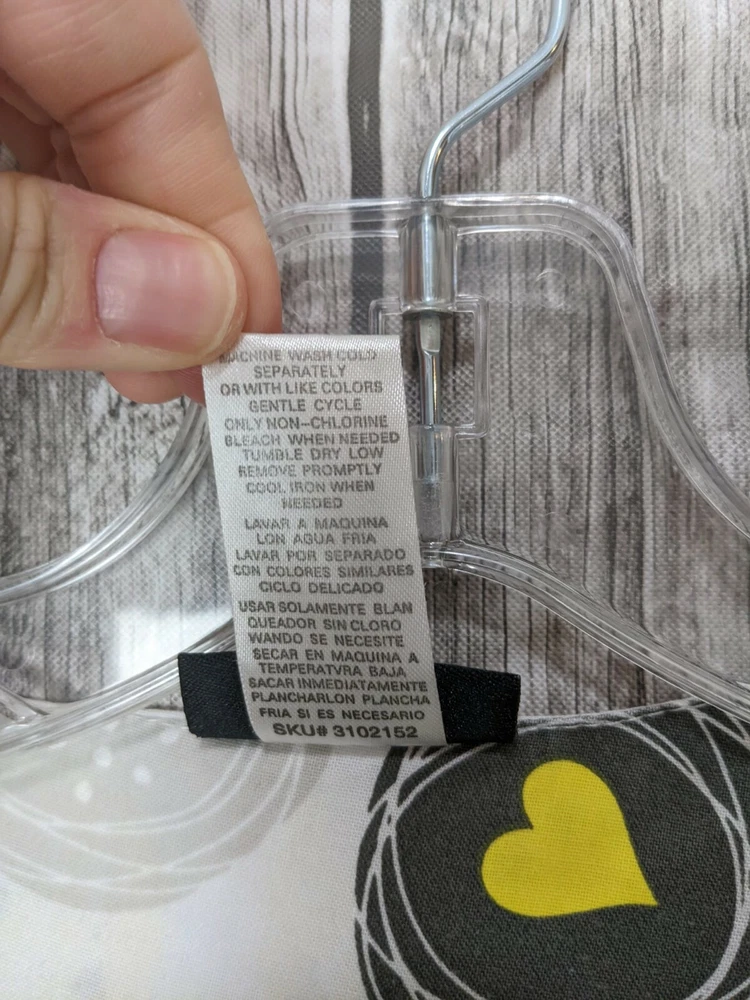 MACHINE WASH COLD
SEPARATELY
OR WITH LIKE COLORS
GENTLE CYCLE
ONLY NON-CHLORINE
BLEACH WHEN NEEDED
TUMBLE DRY LOW
REMOVE PROMPTLY
COOL IRON WHEN
NEEDED
LAVAR A MAQUINA
LON AGUA FRIA
LAVAR POR SEPARADO
CON COLORES SIMILARES
CICLO DELICADO
USAR SOLAMENTE BLAN
QUEADOR SIN CLORO
WANDO SE NECESITE
SECAR EN MAQUINA A
TEMPERATVRA BAJA
SACAR INMEDIATAMENTE
PLANCHARLON PLANCHA
FRIA SI ES NECESARIO
SKU# 3102152